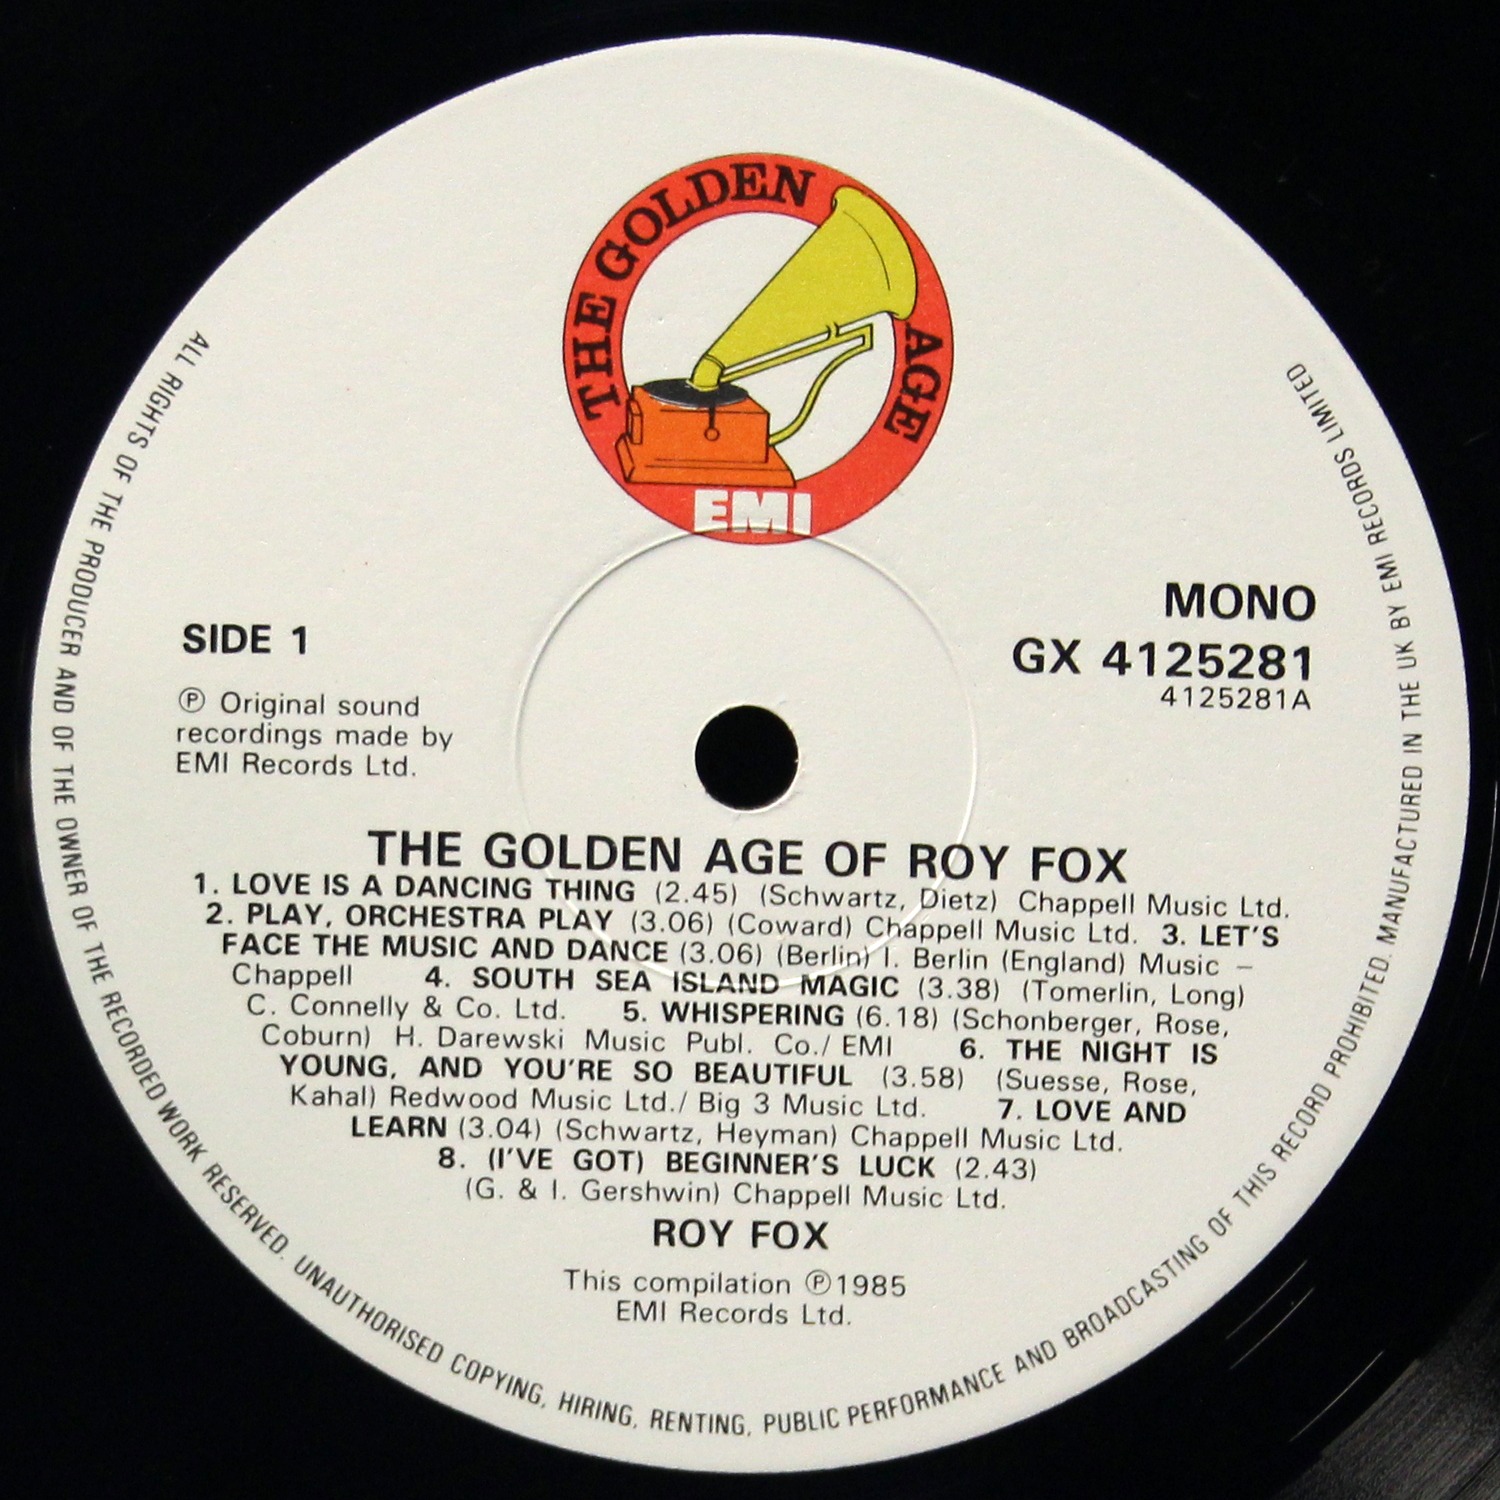 THE GOLDEN AGE
EMI
MONO
GX 4125281
4125281A
SIDE 1
Ⓟ Original sound
recordings made by
EMI Records Ltd.
THE GOLDEN AGE OF ROY FOX
1. LOVE IS A DANCING THING (2.45) (Schwartz, Dietz) Chappell Music Ltd.
2. PLAY, ORCHESTRA PLAY (3.06) (Coward) Chappell Music Ltd. 3. LET'S
FACE THE MUSIC AND DANCE (3.06) (Berlin) I. Berlin (England) Music –
Chappell 4. SOUTH SEA ISLAND MAGIC (3.38) (Tomerlin, Long)
C. Connelly & Co. Ltd. 5. WHISPERING (6.18) (Schonberger, Rose,
Coburn) H. Darewski Music Publ. Co./ EMI 6. THE NIGHT IS
YOUNG, AND YOU'RE SO BEAUTIFUL (3.58) (Suesse, Rose,
Kahal) Redwood Music Ltd./ Big 3 Music Ltd. 7. LOVE AND
LEARN (3.04) (Schwartz, Heyman) Chappell Music Ltd.
8. (I'VE GOT) BEGINNER'S LUCK (2.43)
(G. & I. Gershwin) Chappell Music Ltd.
ROY FOX
This compilation Ⓟ1985
EMI Records Ltd.
ALL RIGHTS OF THE PRODUCER AND OF THE OWNER OF THE RECORDED WORK RESERVED. UNAUTHORISED COPYING, HIRING, RENTING, PUBLIC PERFORMANCE AND BROADCASTING OF THIS RECORD PROHIBITED. MANUFACTURED IN THE UK BY EMI RECORDS LIMITED